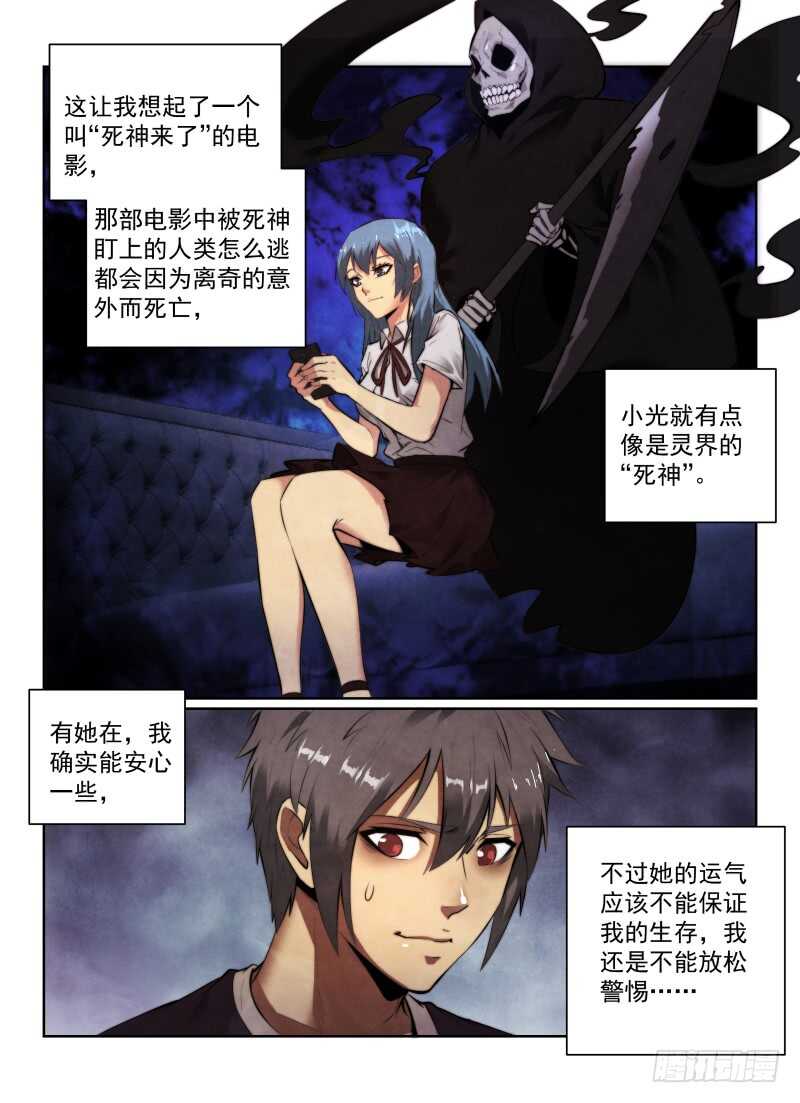 这让我想起了一个
叫“死神来了”的电
影，
那部电影中被死神
盯上的人类怎么逃
都会因为离奇的意
外而死亡，
小光就有点
像是灵界的
“死神”。
有她在，我
确实能安心
一些，
不过她的运气
应该不能保证
我的生存，我
还是不能放松
警惕……
腾讯动漫